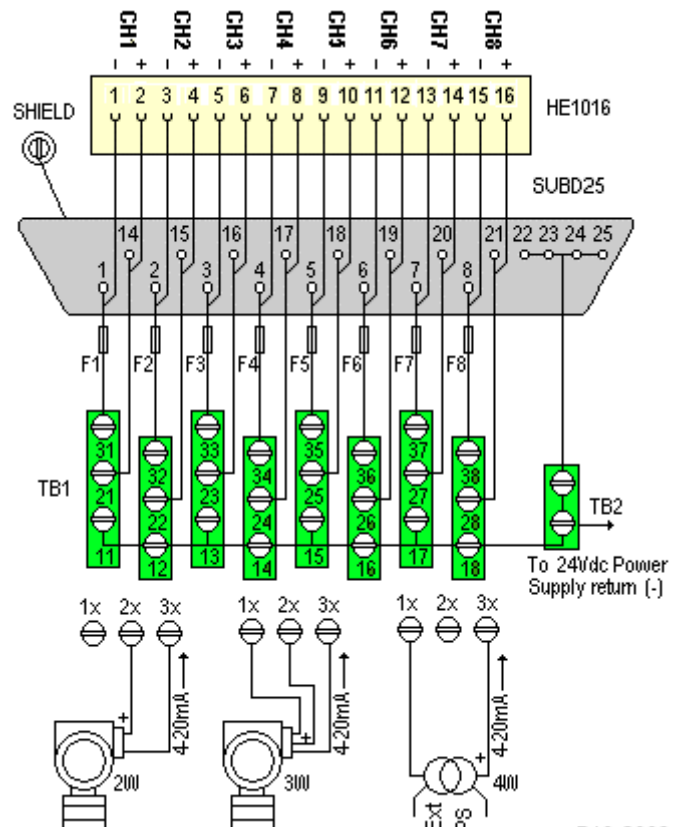 CH1 CH2 CH3 CH4 CH5 CH6 CH7 CH8
- + - + - + - + - + - + - + - +
1 2 3 4 5 6 7 8 9 10 11 12 13 14 15 16
HE1016
SHIELD
SUBD25
14 15 16 17 18 19 20 21 22 23 24 25
1 2 3 4 5 6 7 8
F1 F2 F3 F4 F5 F6 F7 F8
31 33 35 37
32 34 36 38
21 23 25 27
22 24 26 28
11 13 15 17
12 14 16 18
TB1
TB2
To 24Vdc Power
Supply return (-)
1x 2x 3x 1x 2x 3x 1x 2x 3x
4-20mA 4-20mA 4-20mA
+ + +
2W 3W 4W
Ext
PS